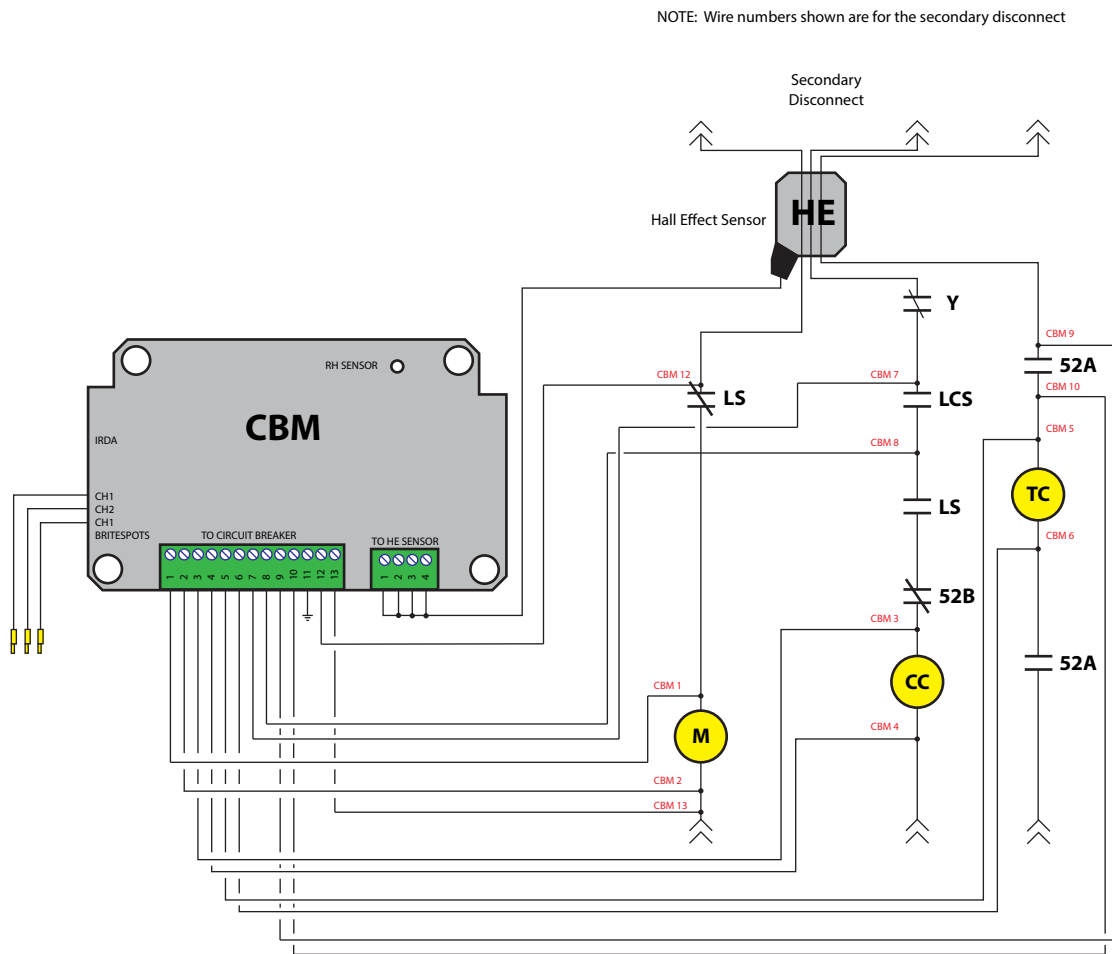 NOTE: Wire numbers shown are for the secondary disconnect
Secondary
Disconnect
Hall Effect Sensor
HE
Y
CBM 9
52A
CBM 10
RH SENSOR
CBM 12
LS
CBM 7
LCS
CBM
IRDA
CBM 8
CBM 5
TC
CH1
CH2
CH1
BRITESPOTS
LS
TO CIRCUIT BREAKER
TO HE SENSOR
CBM 6
1 2 3 4 5 6 7 8 9 10 11 12 13
1 2 3 4
52B
CBM 3
52A
CBM 1
CC
M
CBM 4
CBM 2
CBM 13